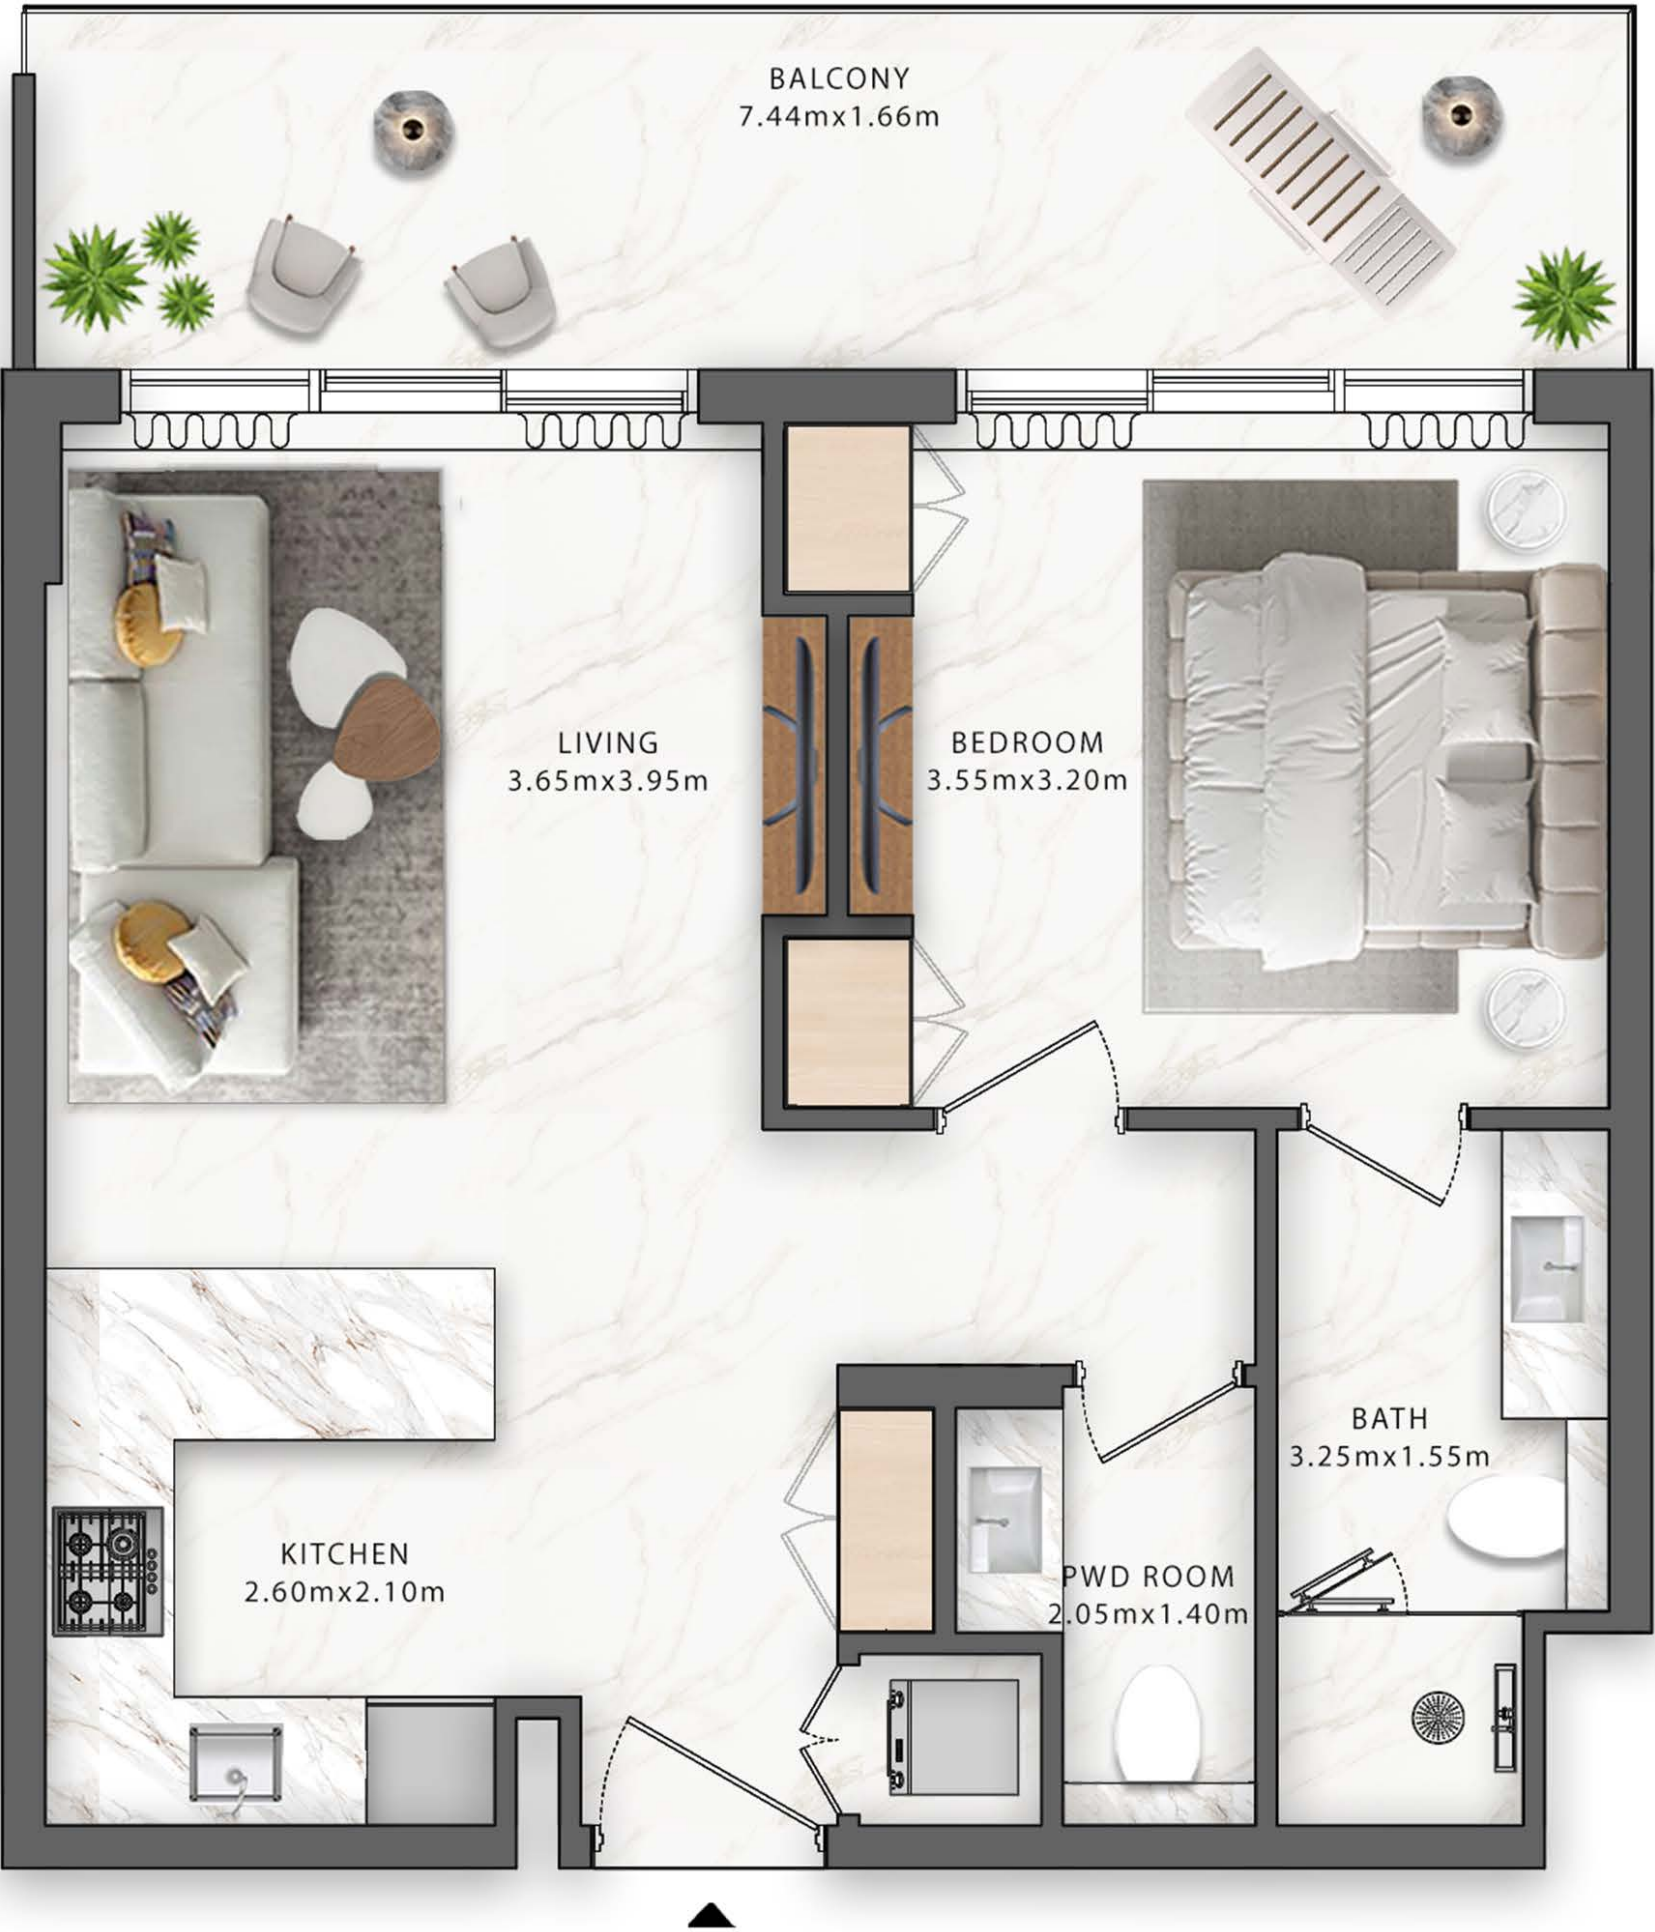 BALCONY
7.44mx1.66m
LIVING
3.65mx3.95m
BEDROOM
3.55mx3.20m
BATH
3.25mx1.55m
KITCHEN
2.60mx2.10m
PWD ROOM
2.05mx1.40m